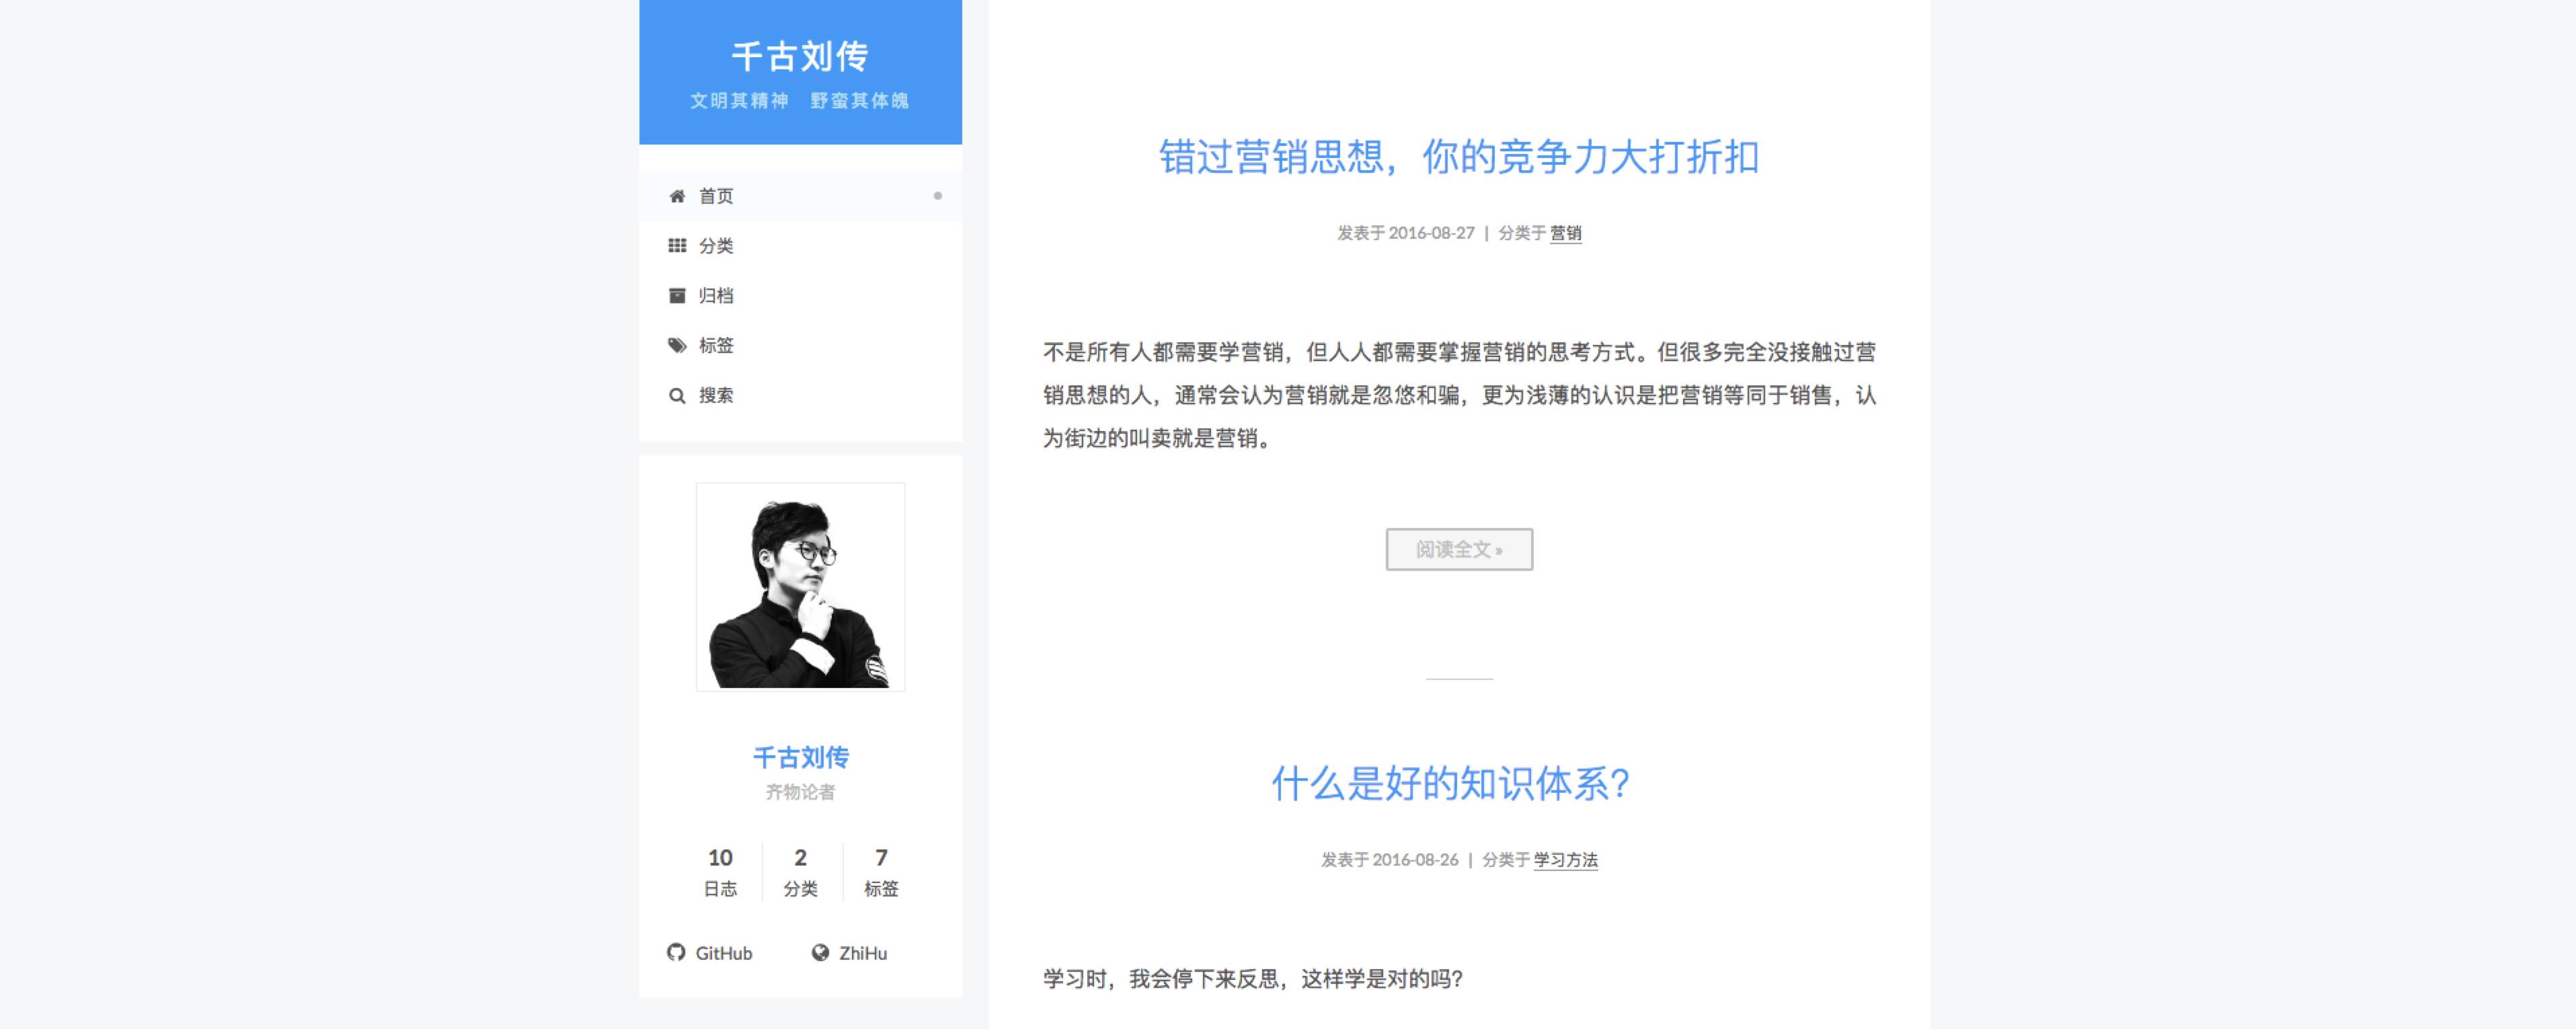 千古刘传
文明其精神 野蛮其体魄
首页
分类
归档
标签
搜索
千古刘传
齐物论者
10 2 7
日志 分类 标签
GitHub ZhiHu
错过营销思想，你的竞争力大打折扣
发表于 2016-08-27 | 分类于 营销
不是所有人都需要学营销，但人人都需要掌握营销的思考方式。但很多完全没接触过营
销思想的人，通常会认为营销就是忽悠和骗，更为浅薄的认识是把营销等同于销售，认
为街边的叫卖就是营销。
阅读全文 »
什么是好的知识体系？
发表于 2016-08-26 | 分类于 学习方法
学习时，我会停下来反思，这样学是对的吗？